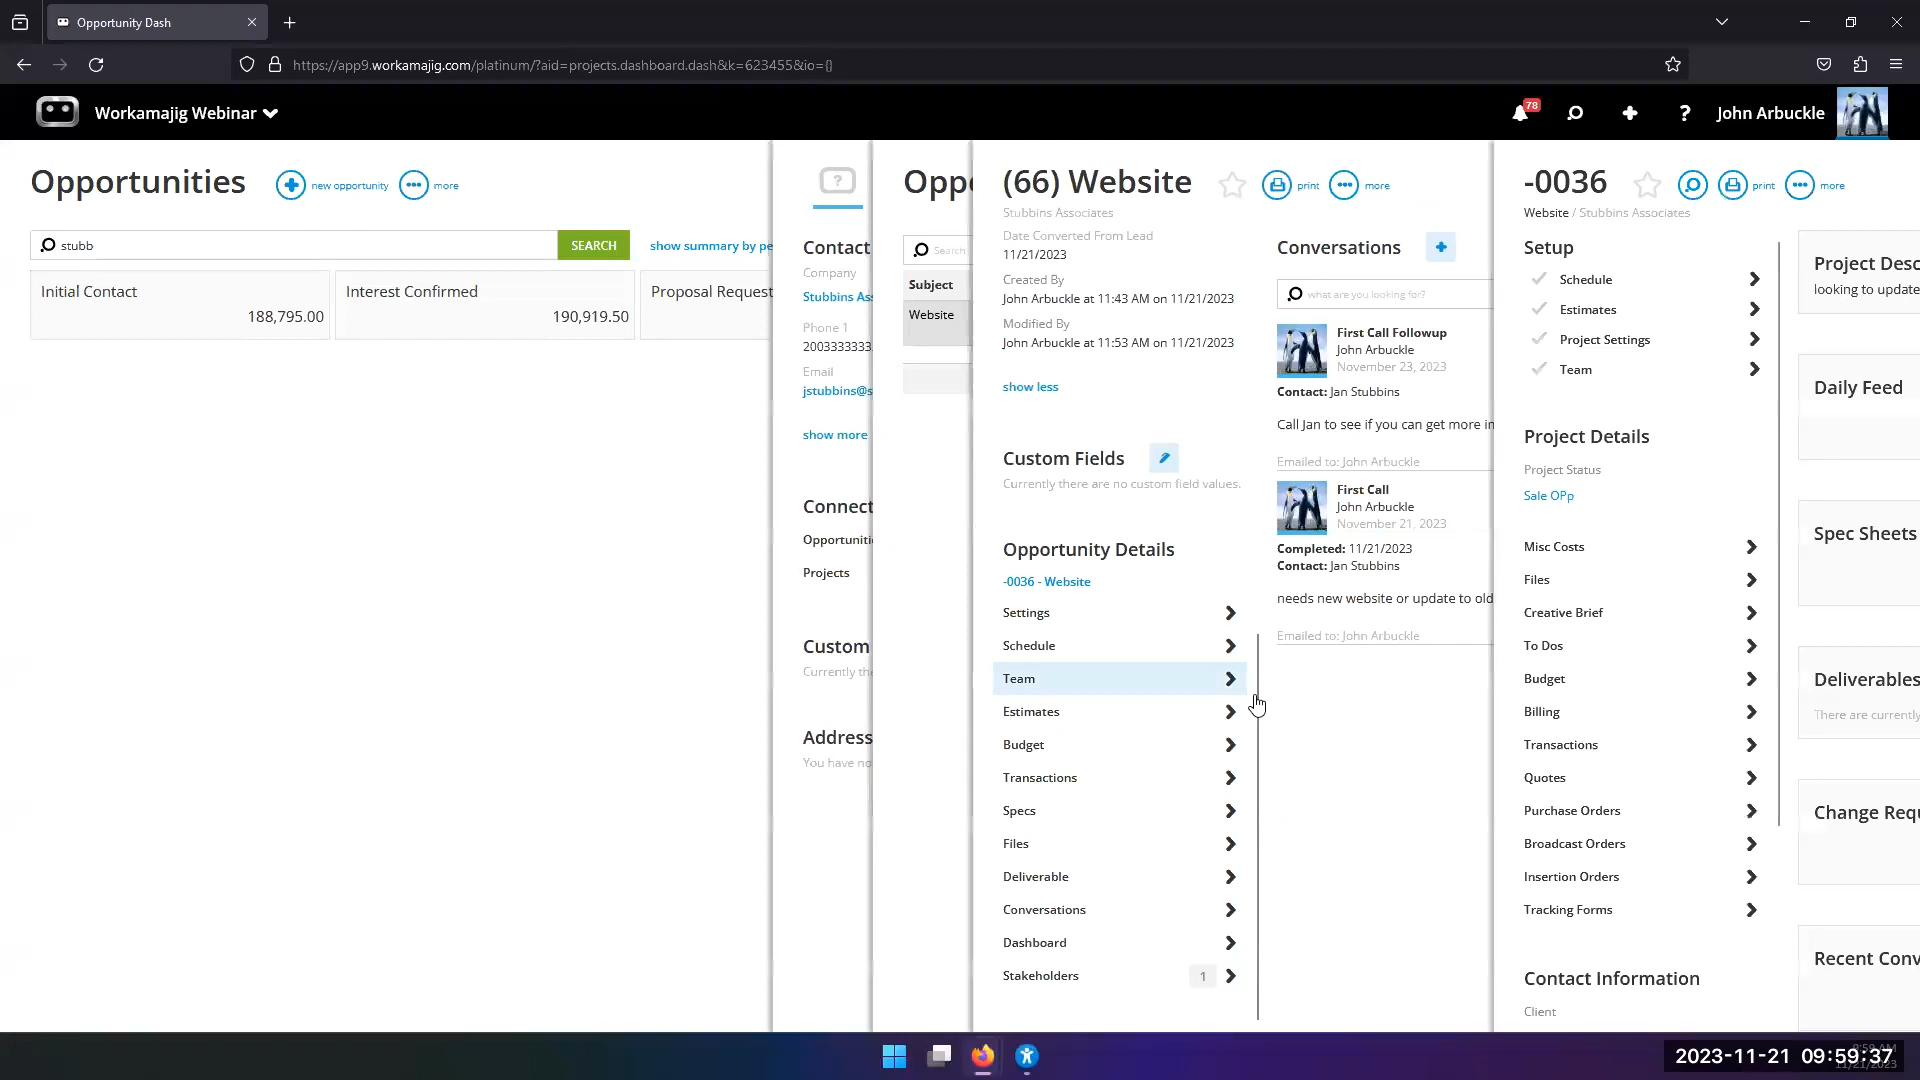 Opportunity Dash
https://app9.workamajig.com/platinum/?aid=projects.dashboard.dash&k=623455&io={}
Workamajig Webinar
78
John Arbuckle
Opportunities
new opportunity
more
stubb
SEARCH
show summary by pe
Initial Contact
188,795.00
Interest Confirmed
190,919.50
Proposal Request
Contact
Company
Stubbins Ass
Phone 1
2003333333
Email
jstubbins@s
show more
Connect
Opportuniti
Projects
Custom
Currently the
Address
You have no
Oppo
Search
Subject
Website
(66) Website
print
more
Stubbins Associates
Date Converted From Lead
11/21/2023
Created By
John Arbuckle at 11:43 AM on 11/21/2023
Modified By
John Arbuckle at 11:53 AM on 11/21/2023
show less
Custom Fields
Currently there are no custom field values.
Opportunity Details
-0036 - Website
Settings
Schedule
Team
Estimates
Budget
Transactions
Specs
Files
Deliverable
Conversations
Dashboard
Stakeholders
1
Conversations
what are you looking for?
First Call Followup
John Arbuckle
November 23, 2023
Contact: Jan Stubbins
Call Jan to see if you can get more in
Emailed to: John Arbuckle
First Call
John Arbuckle
November 21, 2023
Completed: 11/21/2023
Contact: Jan Stubbins
needs new website or update to old
Emailed to: John Arbuckle
-0036
print
more
Website / Stubbins Associates
Setup
Schedule
Estimates
Project Settings
Team
Project Details
Project Status
Sale OPp
Misc Costs
Files
Creative Brief
To Dos
Budget
Billing
Transactions
Quotes
Purchase Orders
Broadcast Orders
Insertion Orders
Tracking Forms
Contact Information
Client
Project Desc
looking to update
Daily Feed
Spec Sheets
Deliverables
There are currently
Change Requ
Recent Conv
2023-11-21 09:59:37